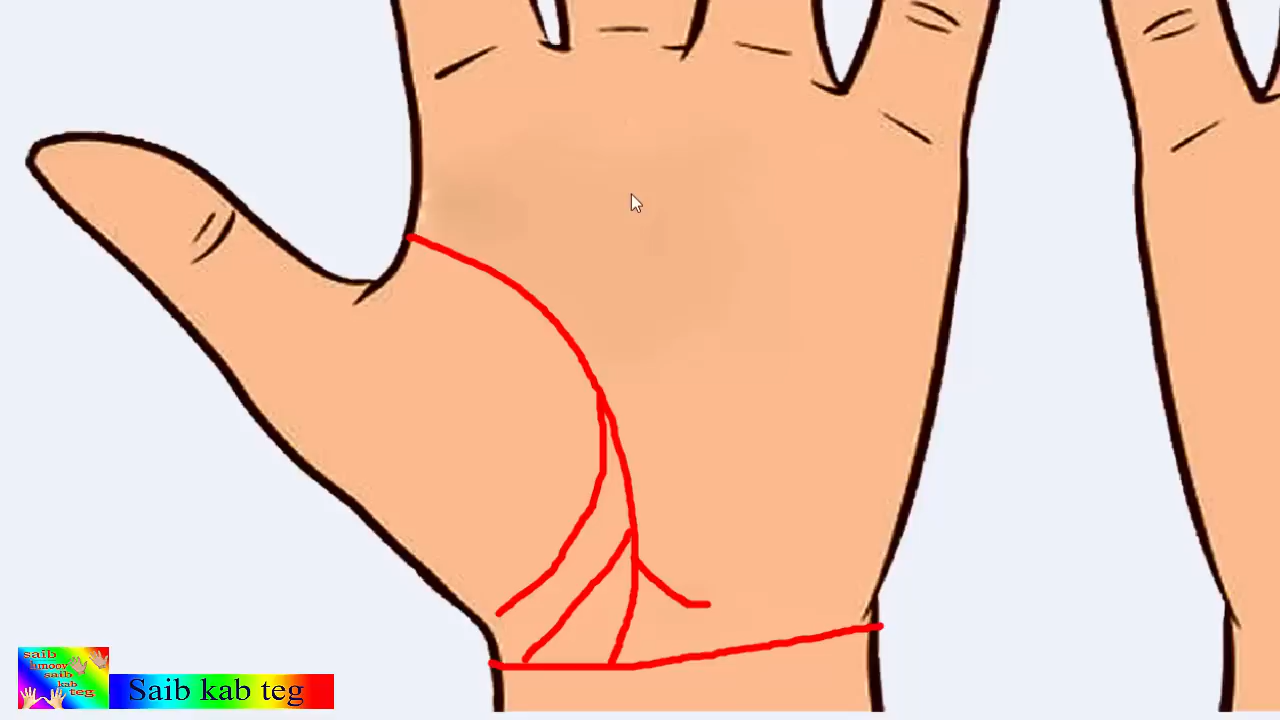 saib
hmoov
saib
kab
teg
Saib kab teg